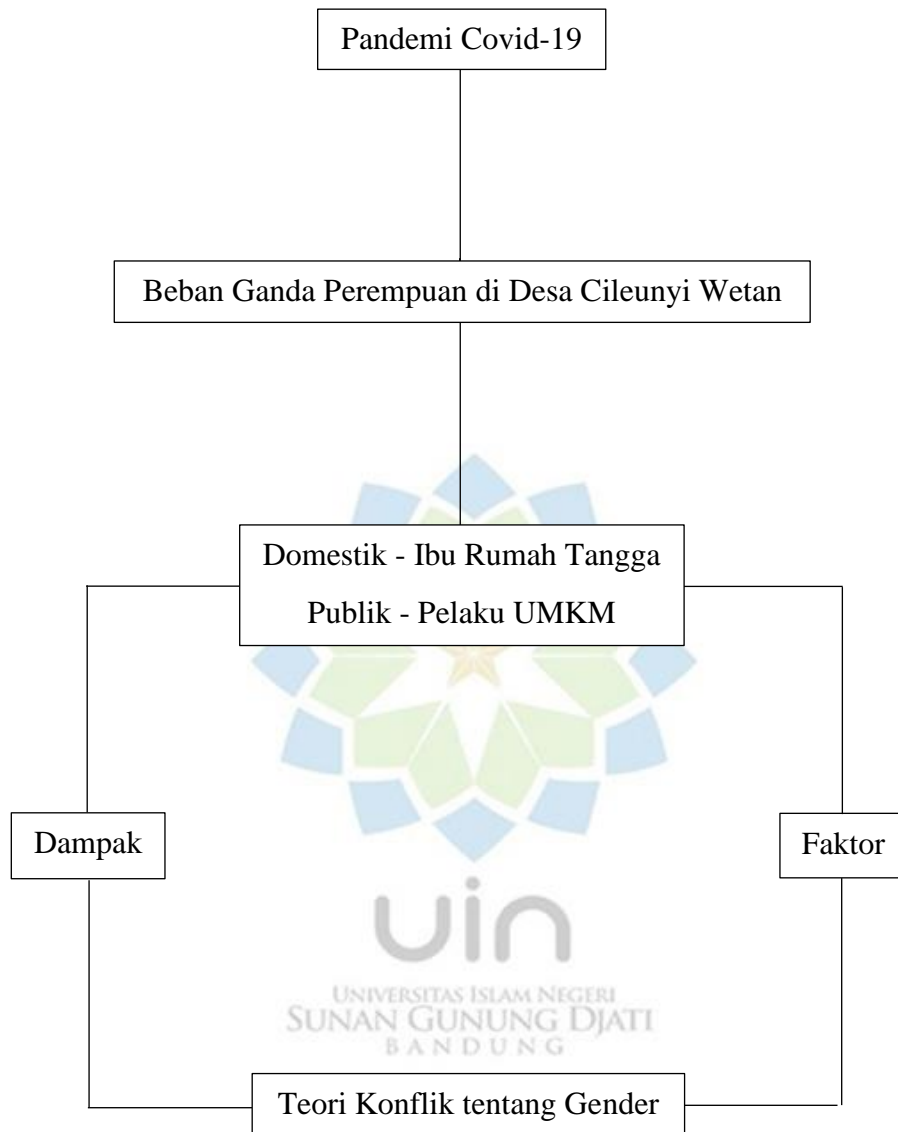 Pandemi Covid-19
Beban Ganda Perempuan di Desa Cileunyi Wetan
Domestik - Ibu Rumah Tangga
Publik - Pelaku UMKM
Dampak
Faktor
uin
UNIVERSITAS ISLAM NEGERI
SUNAN GUNUNG DJATI
BANDUNG
Teori Konflik tentang Gender